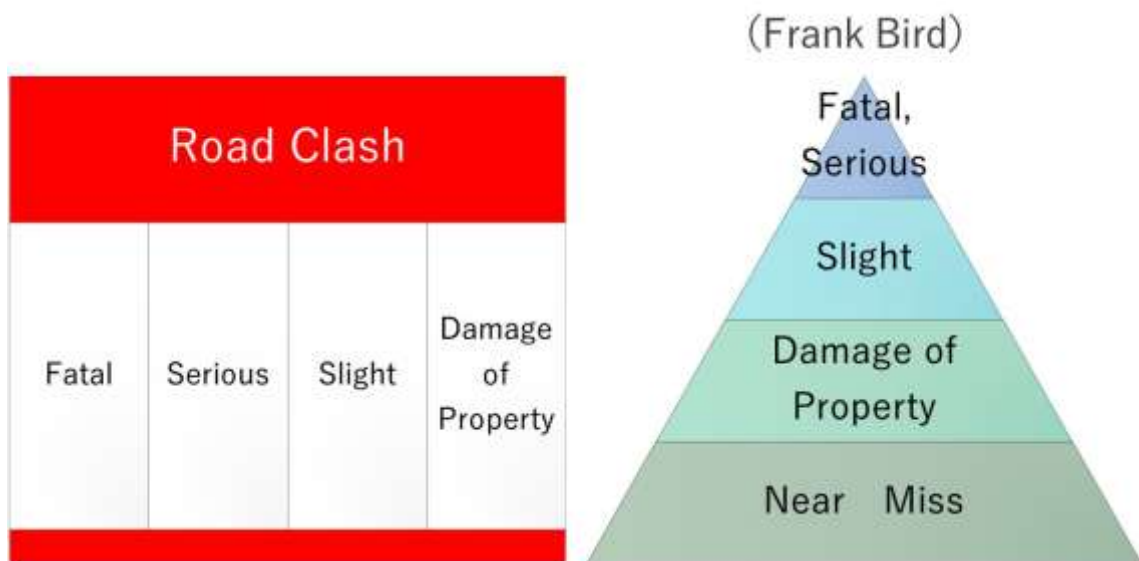 (Frank Bird)
Road Clash
Fatal
Serious
Slight
Damage
of
Property
Fatal,
Serious
Slight
Damage of
Property
Near Miss